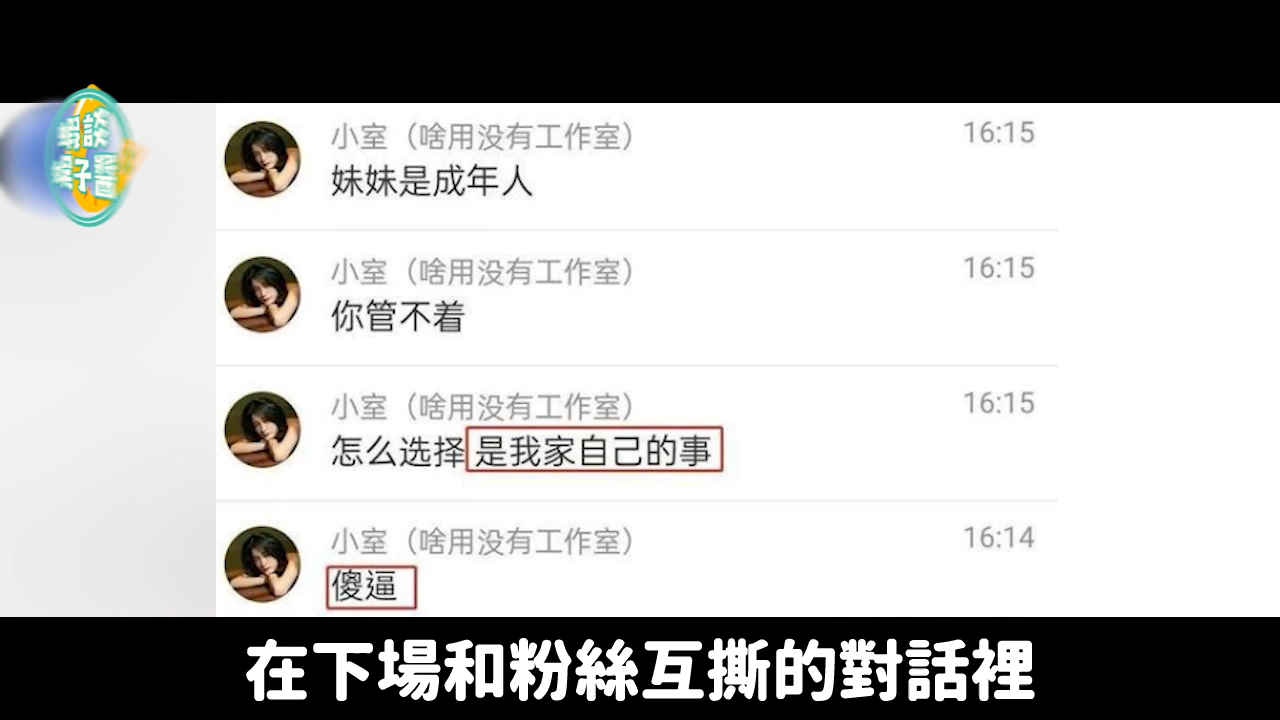 小室（啥用没有工作室）
16:15
妹妹是成年人
小室（啥用没有工作室）
16:15
你管不着
小室（啥用没有工作室）
16:15
怎么选择是我家自己的事
小室（啥用没有工作室）
16:14
傻逼
在下場和粉絲互撕的對話裡